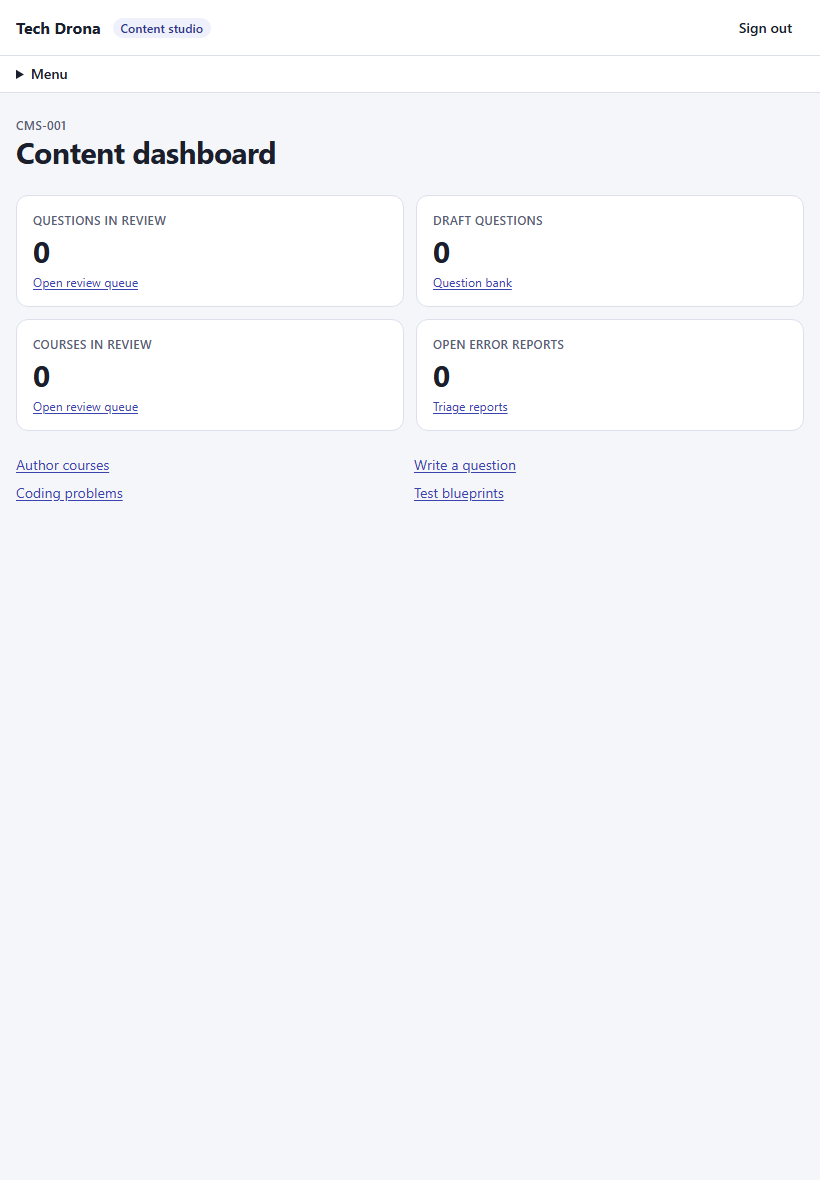 Tech Drona Content studio Sign out
Menu
CMS-001
Content dashboard
QUESTIONS IN REVIEW
0
Open review queue
DRAFT QUESTIONS
0
Question bank
COURSES IN REVIEW
0
Open review queue
OPEN ERROR REPORTS
0
Triage reports
Author courses
Write a question
Coding problems
Test blueprints